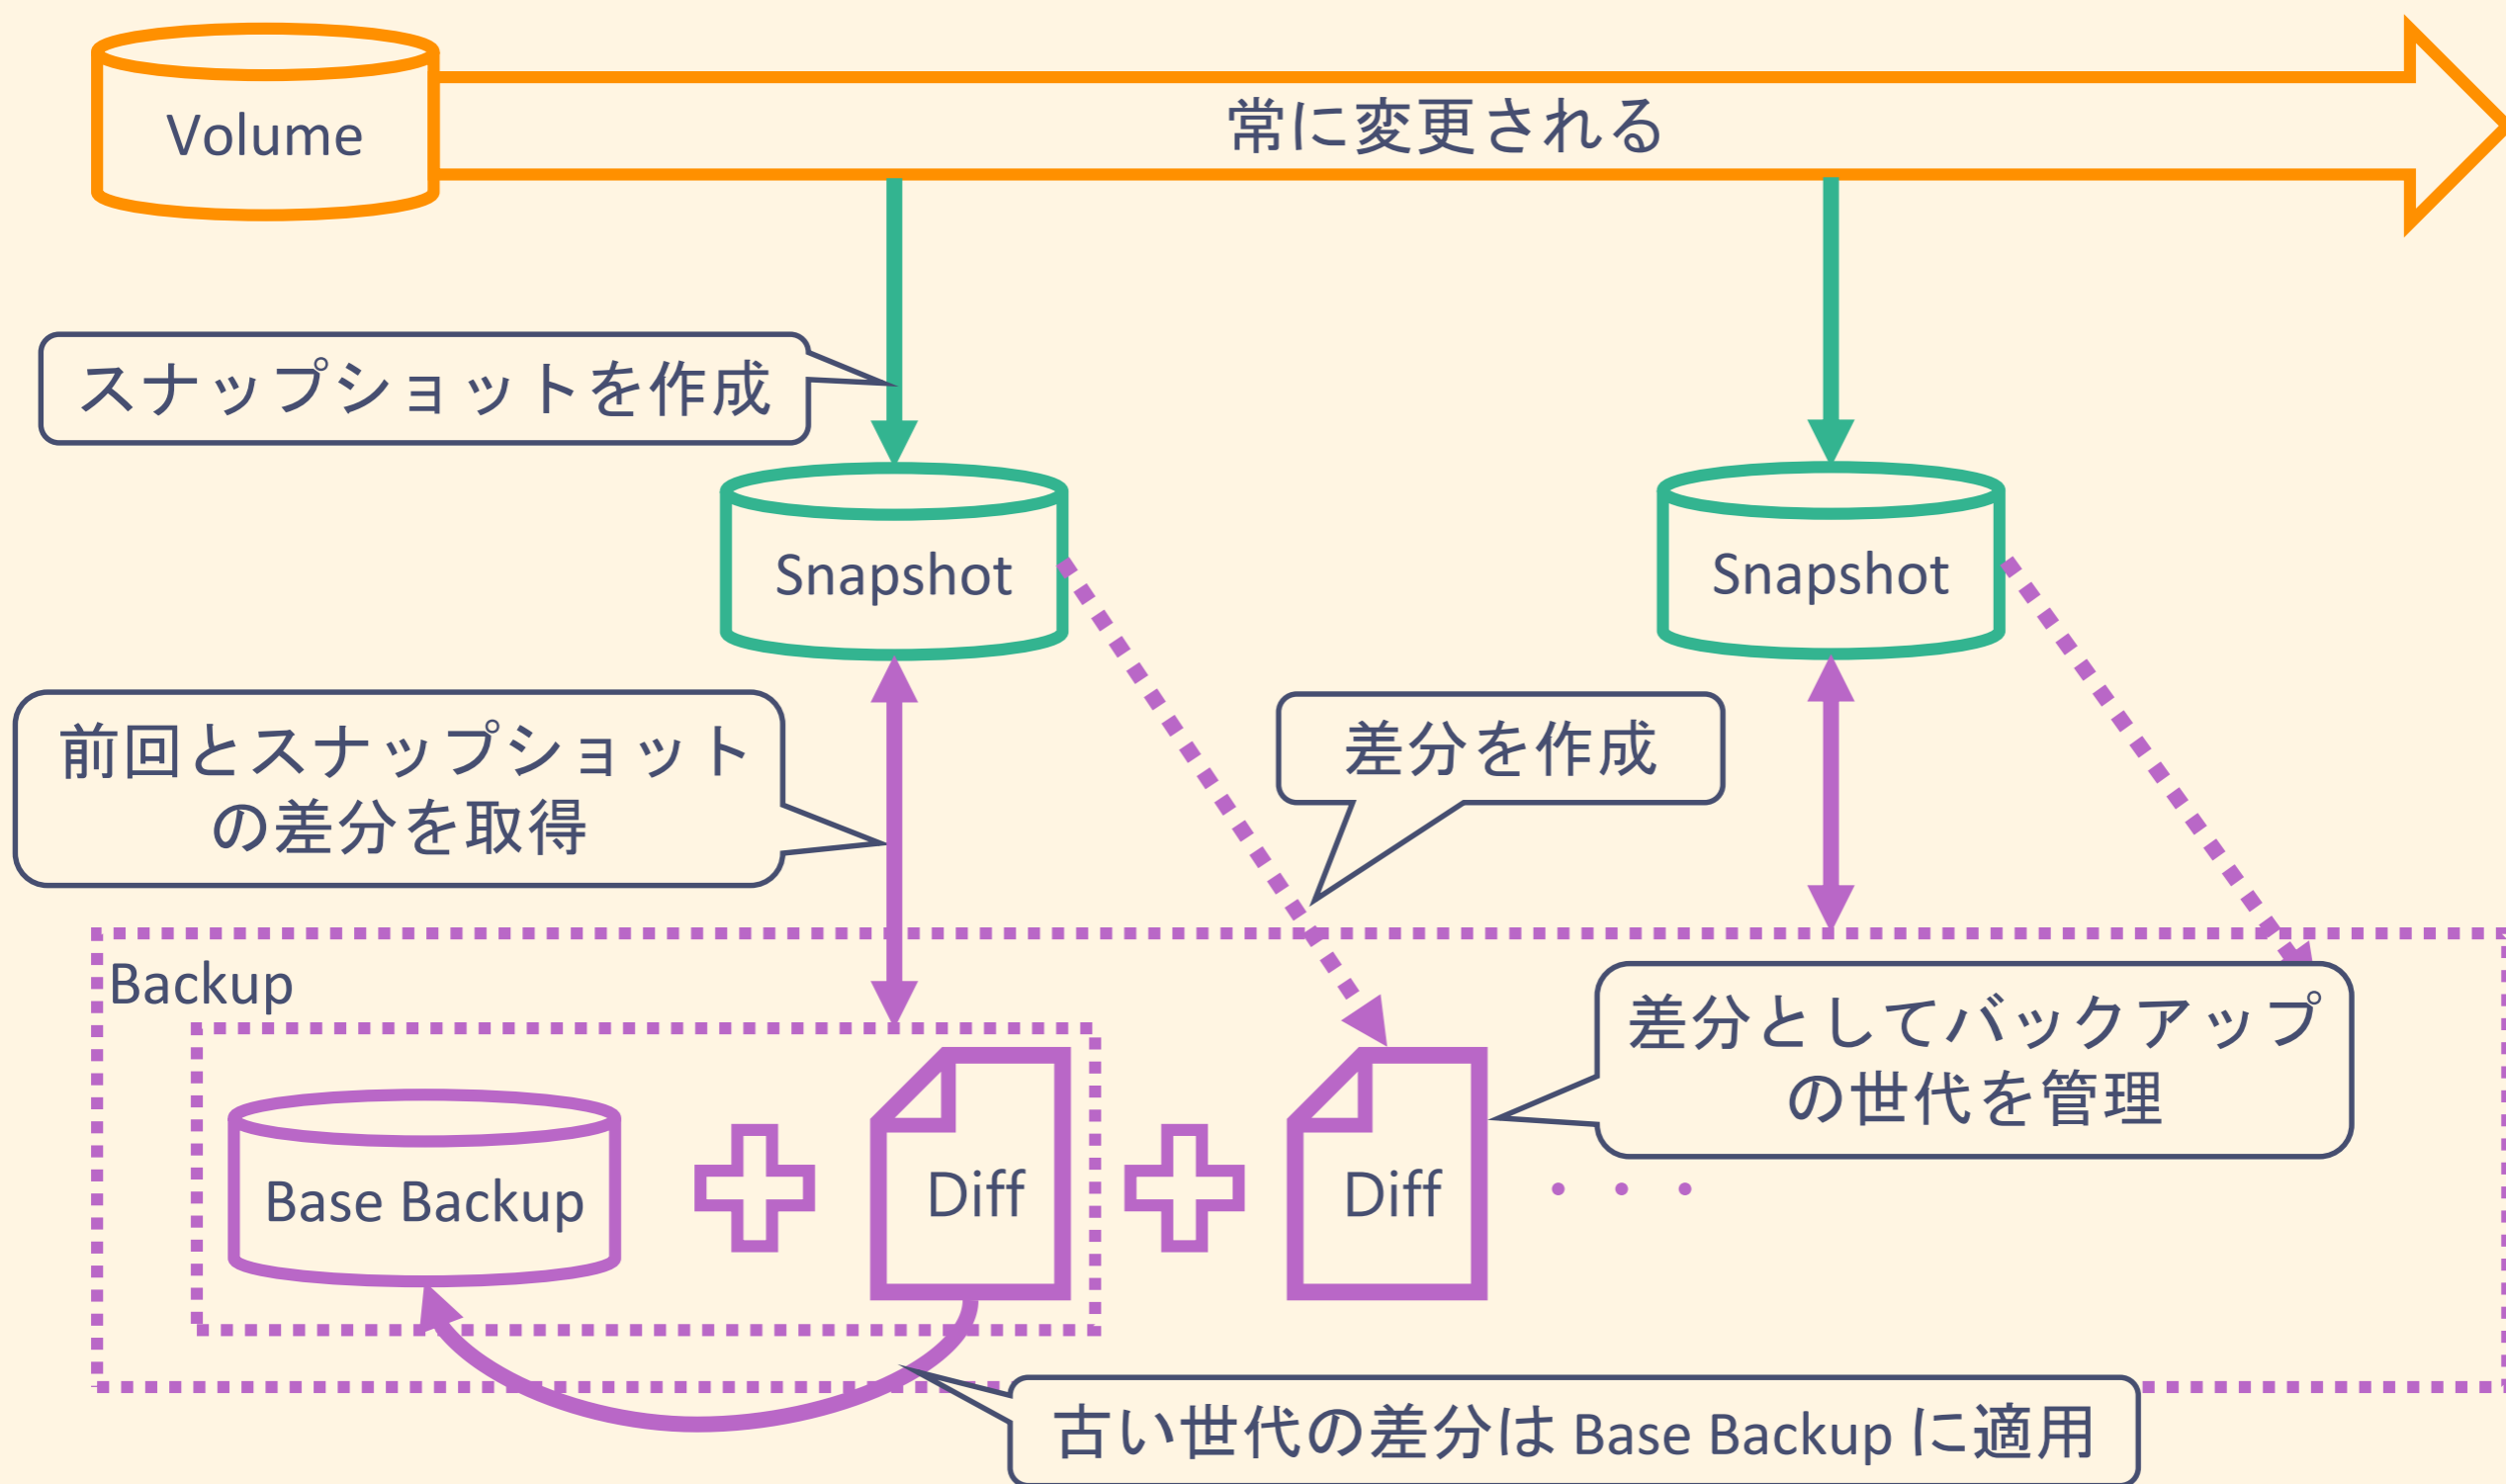 Volume
常に変更される
スナップショットを作成
Snapshot
Snapshot
前回とスナップショット
の差分を取得
差分を作成
Backup
差分としてバックアップ
の世代を管理
Base Backup
Diff
Diff
・・・
古い世代の差分は Base Backup に適用